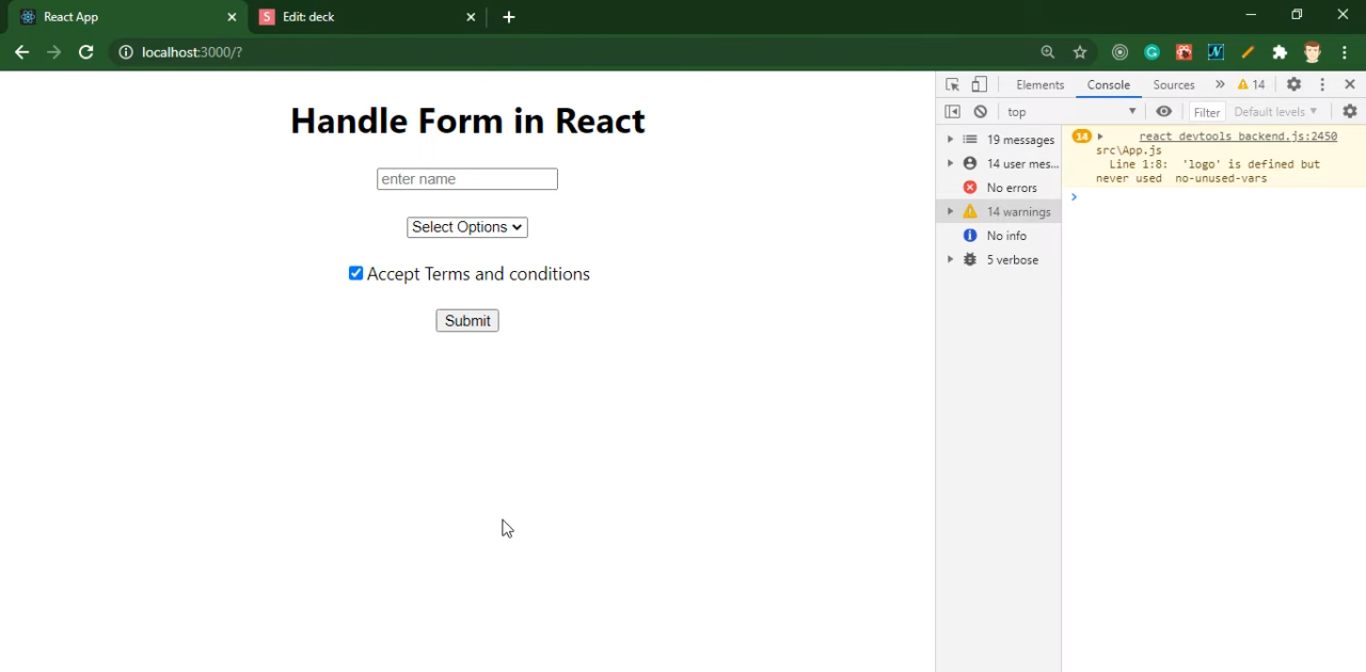 React App
Edit: deck
localhost:3000/?
Handle Form in React
enter name
Select Options
Accept Terms and conditions
Submit
Elements
Console
Sources
14
top
Filter
Default levels
19 messages
14 user mes...
No errors
14 warnings
No info
5 verbose
14
react devtools backend.js:2450
src\App.js
Line 1:8: 'logo' is defined but
never used no-unused-vars